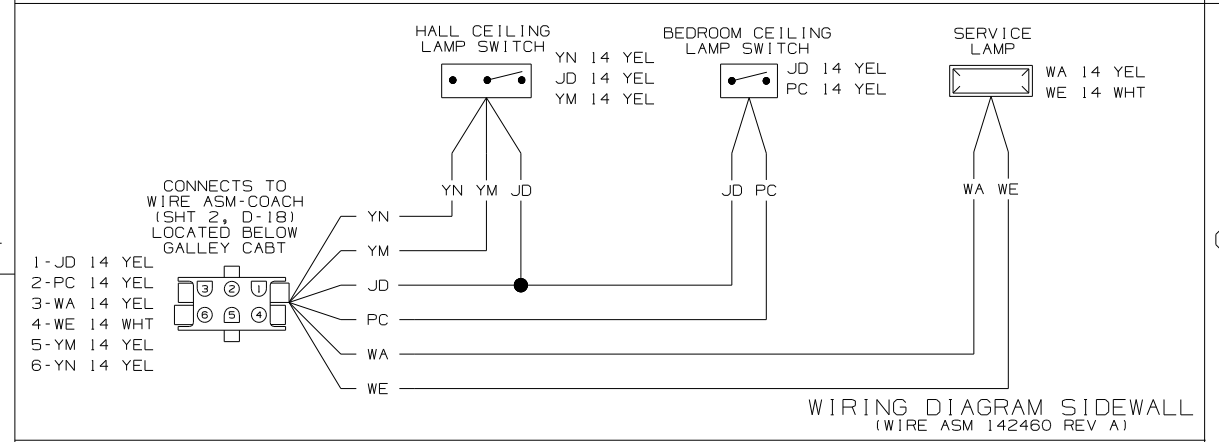 HALL CEILING
LAMP SWITCH
YN 14 YEL
JD 14 YEL
YM 14 YEL
BEDROOM CEILING
LAMP SWITCH
JD 14 YEL
PC 14 YEL
SERVICE
LAMP
WA 14 YEL
WE 14 WHT
YN YM JD
JD PC
WA WE
CONNECTS TO
WIRE ASM-COACH
(SHT 2, D-18)
LOCATED BELOW
GALLEY CABT
1-JD 14 YEL
2-PC 14 YEL
3-WA 14 YEL
4-WE 14 WHT
5-YM 14 YEL
6-YN 14 YEL
3 2 1
6 5 4
YN
YM
JD
PC
WA
WE
WIRING DIAGRAM SIDEWALL
(WIRE ASM 142460 REV A)